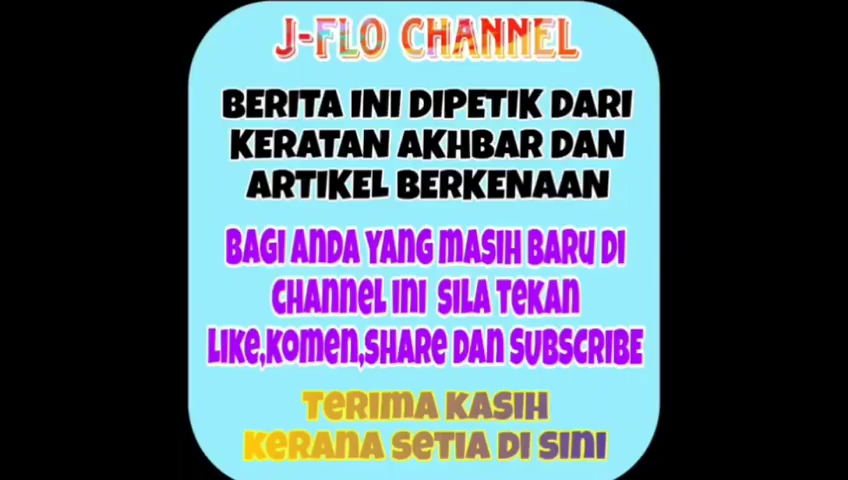 J-FLO CHANNEL
BERITA INI DIPETIK DARI
KERATAN AKHBAR DAN
ARTIKEL BERKENAAN
BAGI ANDA YANG MASIH BARU DI
CHANNEL INI SILA TEKAN
LIKE,KOMEN,SHARE DAN SUBSCRIBE
TERIMA KASIH
KERANA SETIA DI SINI